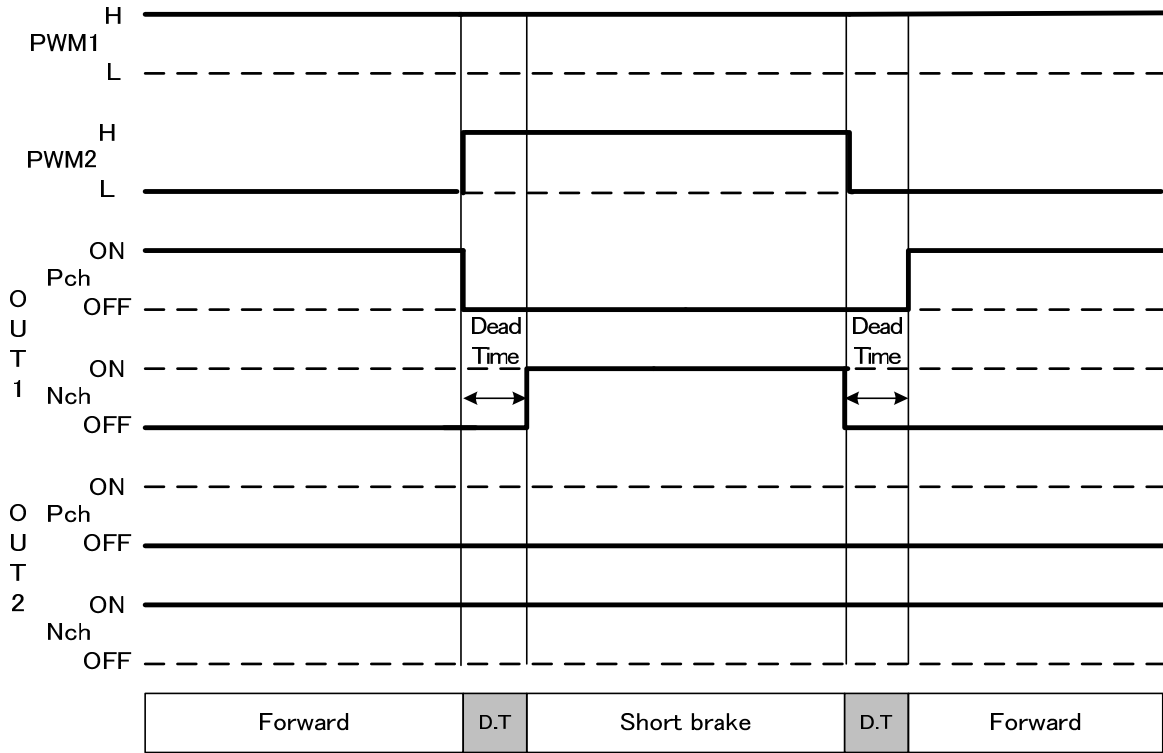 H
PWM1
L
H
PWM2
L
OUT1
ON
Pch
OFF
Dead Time
Dead Time
ON
Nch
OFF
OUT2
ON
Pch
OFF
ON
Nch
OFF
Forward
D.T
Short brake
D.T
Forward